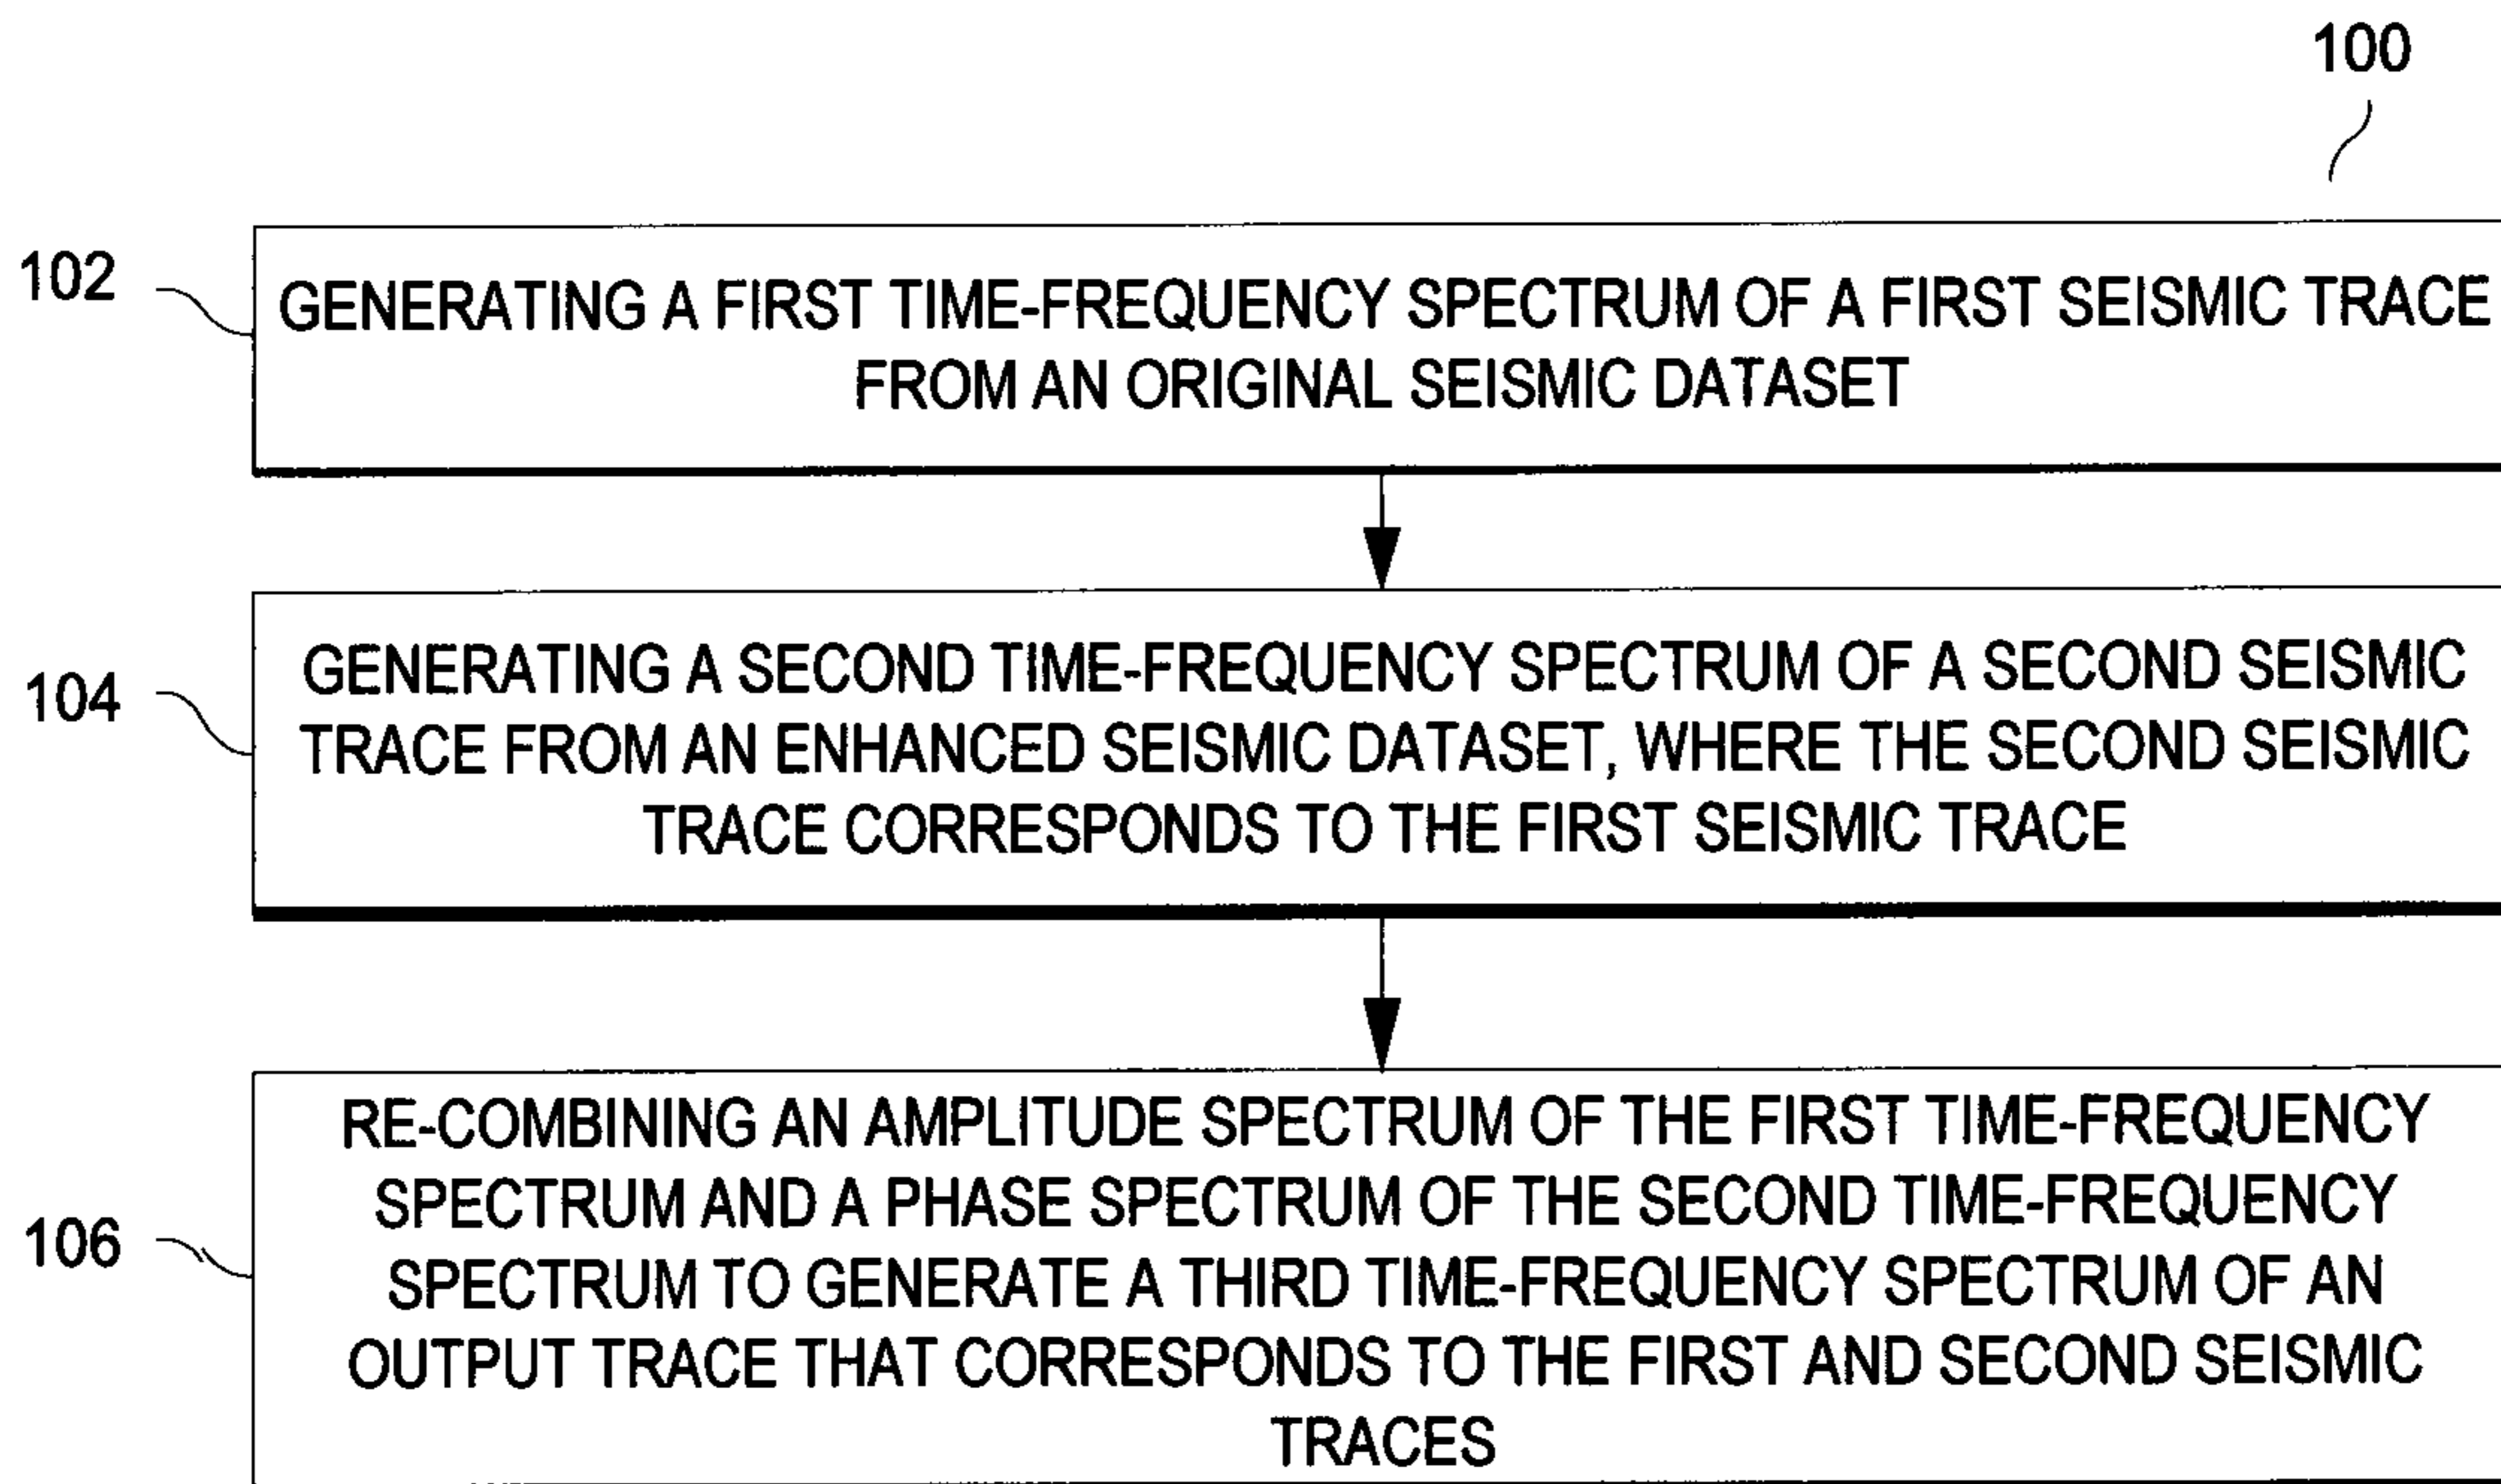 100
102
GENERATING A FIRST TIME-FREQUENCY SPECTRUM OF A FIRST SEISMIC TRACE
FROM AN ORIGINAL SEISMIC DATASET
104
GENERATING A SECOND TIME-FREQUENCY SPECTRUM OF A SECOND SEISMIC
TRACE FROM AN ENHANCED SEISMIC DATASET, WHERE THE SECOND SEISMIC
TRACE CORRESPONDS TO THE FIRST SEISMIC TRACE
106
RE-COMBINING AN AMPLITUDE SPECTRUM OF THE FIRST TIME-FREQUENCY
SPECTRUM AND A PHASE SPECTRUM OF THE SECOND TIME-FREQUENCY
SPECTRUM TO GENERATE A THIRD TIME-FREQUENCY SPECTRUM OF AN
OUTPUT TRACE THAT CORRESPONDS TO THE FIRST AND SECOND SEISMIC
TRACES